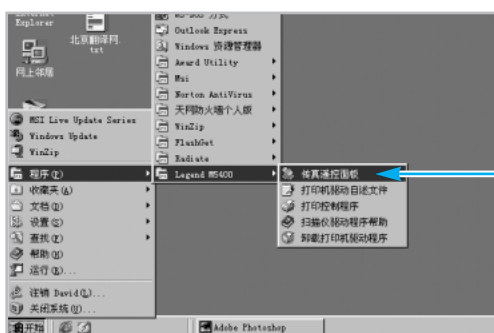 Explorer
北京翻译网.
txt
网上邻居
MS-DOS 方式
Outlook Express
Windows 资源管理器
Award Utility
Msi
Norton AntiVirus
天网防火墙个人版
WinZip
FlashGet
Radiate
Legend M5400
MSI Live Update Series
Windows Update
WinZip
程序(P)
收藏夹(A)
文档(D)
设置(S)
查找(F)
帮助(H)
运行(R)...
注销 David(L)...
关闭系统(U)...
传真遥控面板
打印机驱动自述文件
打印控制程序
扫描仪驱动程序帮助
卸载打印机驱动程序
开始
Adobe Photoshop